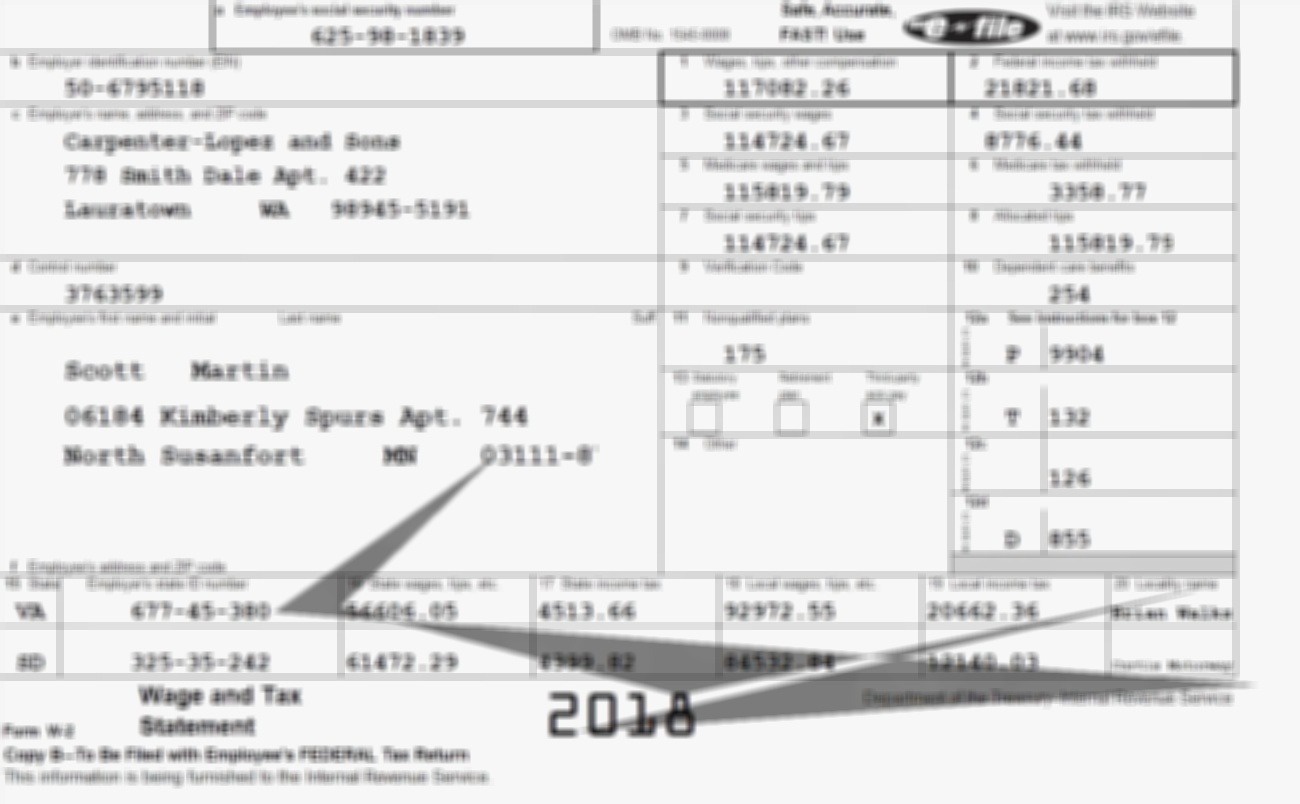 a Employee's social security number
625-98-1839
OMB No. 1545-0008
Safe, Accurate,
FAST! Use
e-file
Visit the IRS Website
at www.irs.gov/efile.
b Employer identification number (EIN)
50-6795118
1 Wages, tips, other compensation
117082.26
2 Federal income tax withheld
21821.68
c Employer's name, address, and ZIP code
Carpenter-Lopez and Sons
778 Smith Dale Apt. 422
Lauratown WA 98945-5191
3 Social security wages
114724.67
4 Social security tax withheld
8776.44
5 Medicare wages and tips
115819.79
6 Medicare tax withheld
3358.77
7 Social security tips
114724.67
8 Allocated tips
115819.79
d Control number
3763599
9 Verification Code
10 Dependent care benefits
254
e Employee's first name and initial Last name Suff.
Scott Martin
06184 Kimberly Spurs Apt. 744
North Susanfort MN 03111-8
11 Nonqualified plans
175
12a See instructions for box 12
P 9904
13 Statutory employee Retirement plan Third-party sick pay
x
12b
T 132
14 Other
12c
126
12d
D 855
f Employee's address and ZIP code
15 State Employer's state ID number State wages, tips, etc. 17 State income tax 18 Local wages, tips, etc. 19 Local income tax 20 Locality name
VA 677-45-380 4513.66 92972.55 20662.36 Brian Walks
SD 325-35-242 61472.29 12140.03
Form W-2
Wage and Tax
Statement
2018
Department of the Treasury-Internal Revenue Service
Copy B—To Be Filed with Employee's FEDERAL Tax Return
This information is being furnished to the Internal Revenue Service.